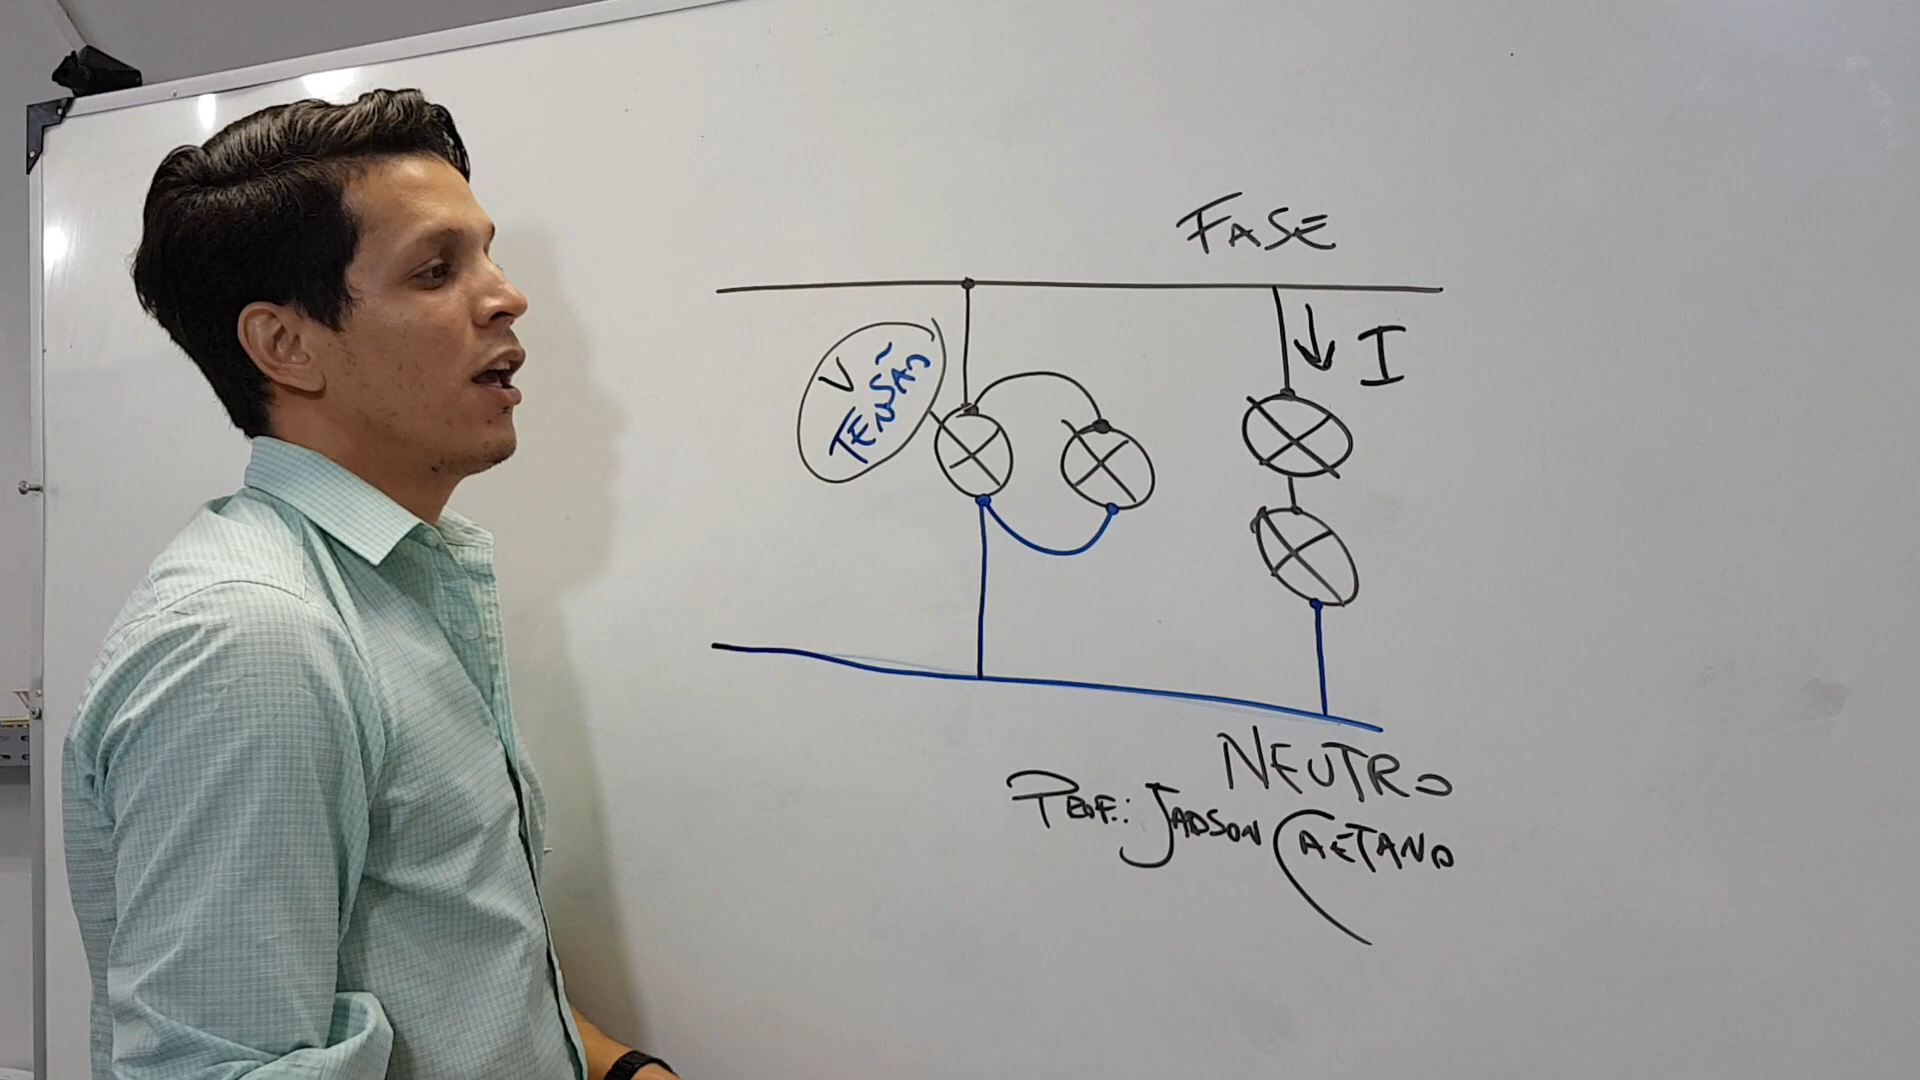 FASE
V
TENSÃO
I
NEUTRO
PROF.: JADSON CAETANO